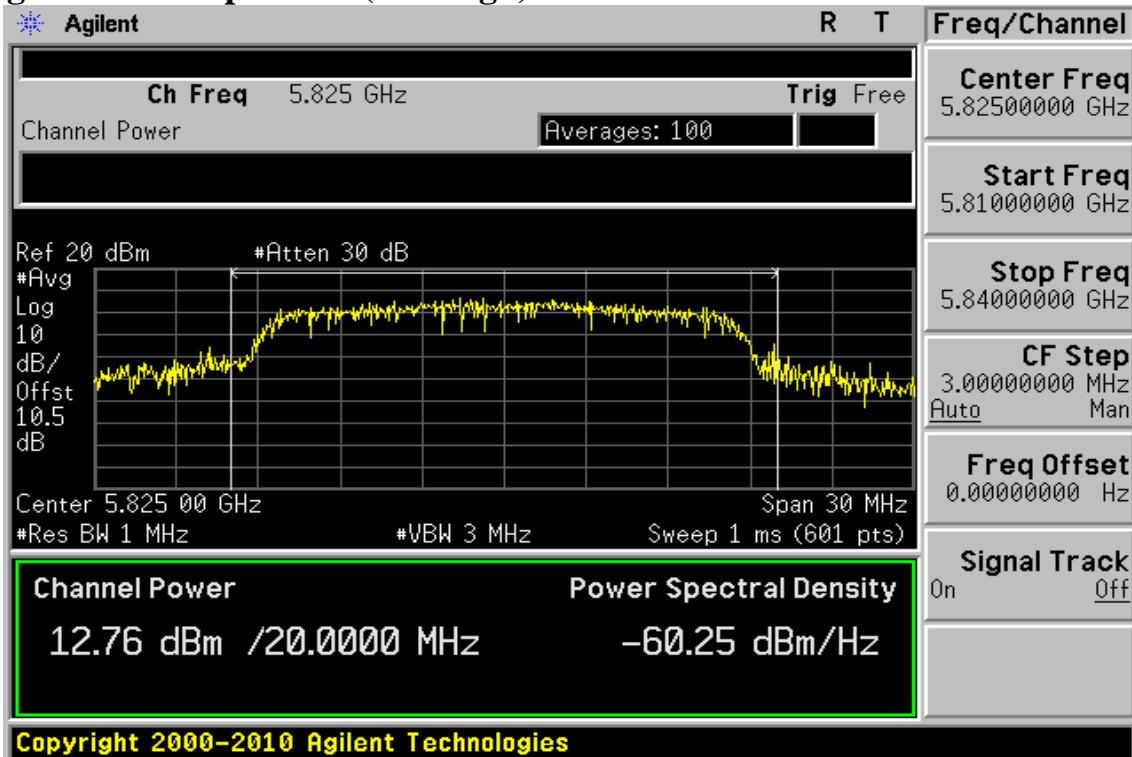 Agilent R T
Ch Freq 5.825 GHz Trig Free
Channel Power Averages: 100
Ref 20 dBm #Atten 30 dB
#Avg
Log
10
dB/
Offst
10.5
dB
Center 5.825 00 GHz Span 30 MHz
#Res BW 1 MHz #VBW 3 MHz Sweep 1 ms (601 pts)
Channel Power Power Spectral Density
12.76 dBm /20.0000 MHz -60.25 dBm/Hz
Copyright 2000-2010 Agilent Technologies
Freq/Channel
Center Freq
5.82500000 GHz
Start Freq
5.81000000 GHz
Stop Freq
5.84000000 GHz
CF Step
3.00000000 MHz
Auto Man
Freq Offset
0.00000000 Hz
Signal Track
On Off